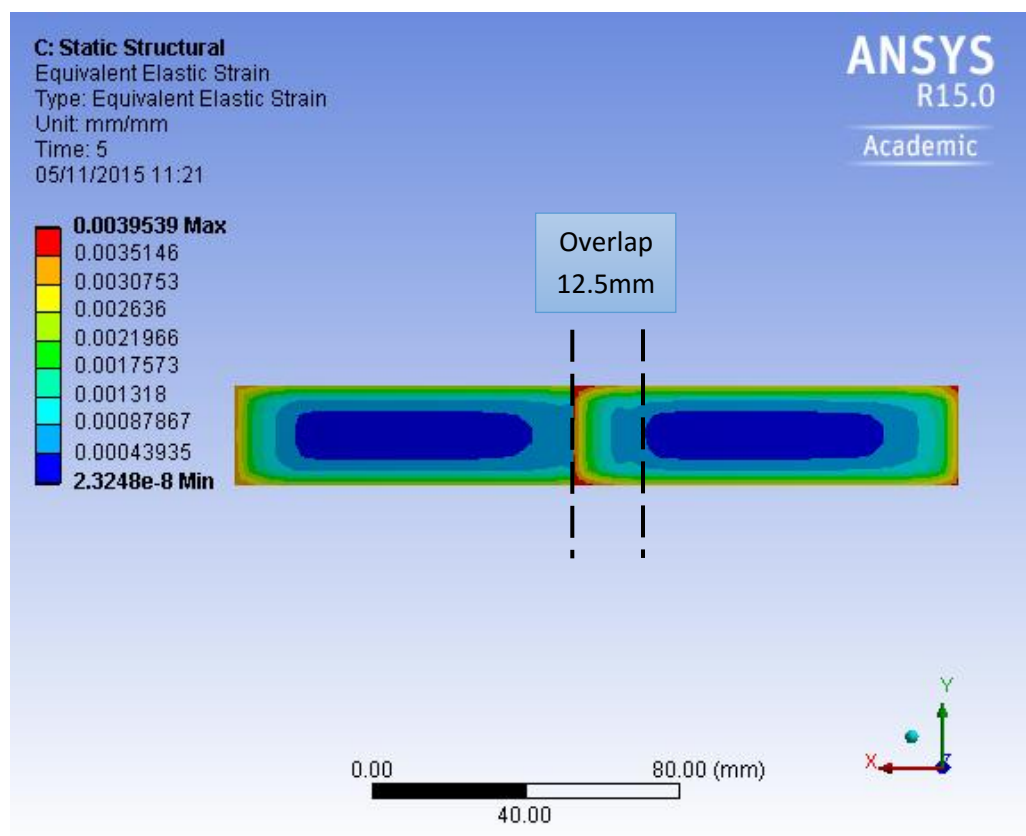 C: Static Structural
Equivalent Elastic Strain
Type: Equivalent Elastic Strain
Unit: mm/mm
Time: 5
05/11/2015 11:21
ANSYS
R15.0
Academic
0.0039539 Max
0.0035146
0.0030753
0.002636
0.0021966
0.0017573
0.001318
0.00087867
0.00043935
2.3248e-8 Min
Overlap
12.5mm
0.00
80.00 (mm)
40.00
Y
X
Z